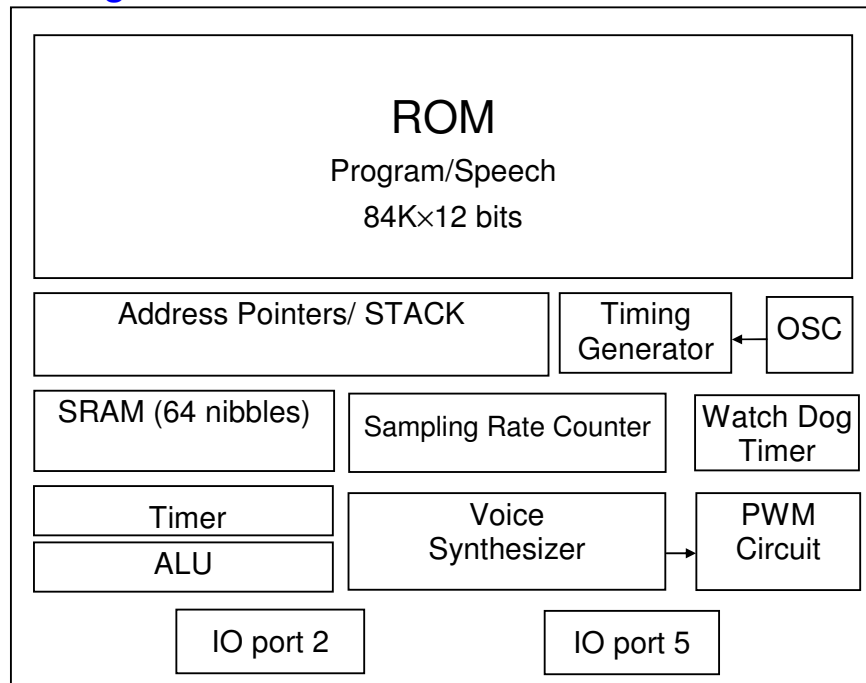 ROM
Program/Speech
84K×12 bits
Address Pointers/ STACK
Timing
Generator
OSC
SRAM (64 nibbles)
Sampling Rate Counter
Watch Dog
Timer
Timer
ALU
Voice
Synthesizer
PWM
Circuit
IO port 2
IO port 5